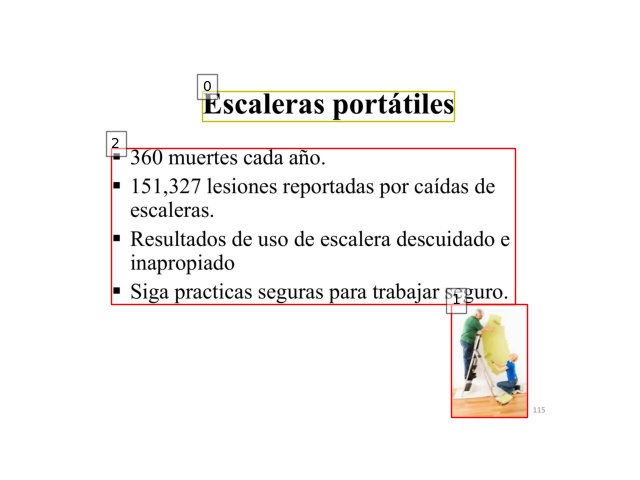 0
Escaleras portátiles
2
▪ 360 muertes cada año.
▪ 151,327 lesiones reportadas por caídas de
escaleras.
▪ Resultados de uso de escalera descuidado e
inapropiado
▪ Siga practicas seguras para trabajar seguro.
1
115